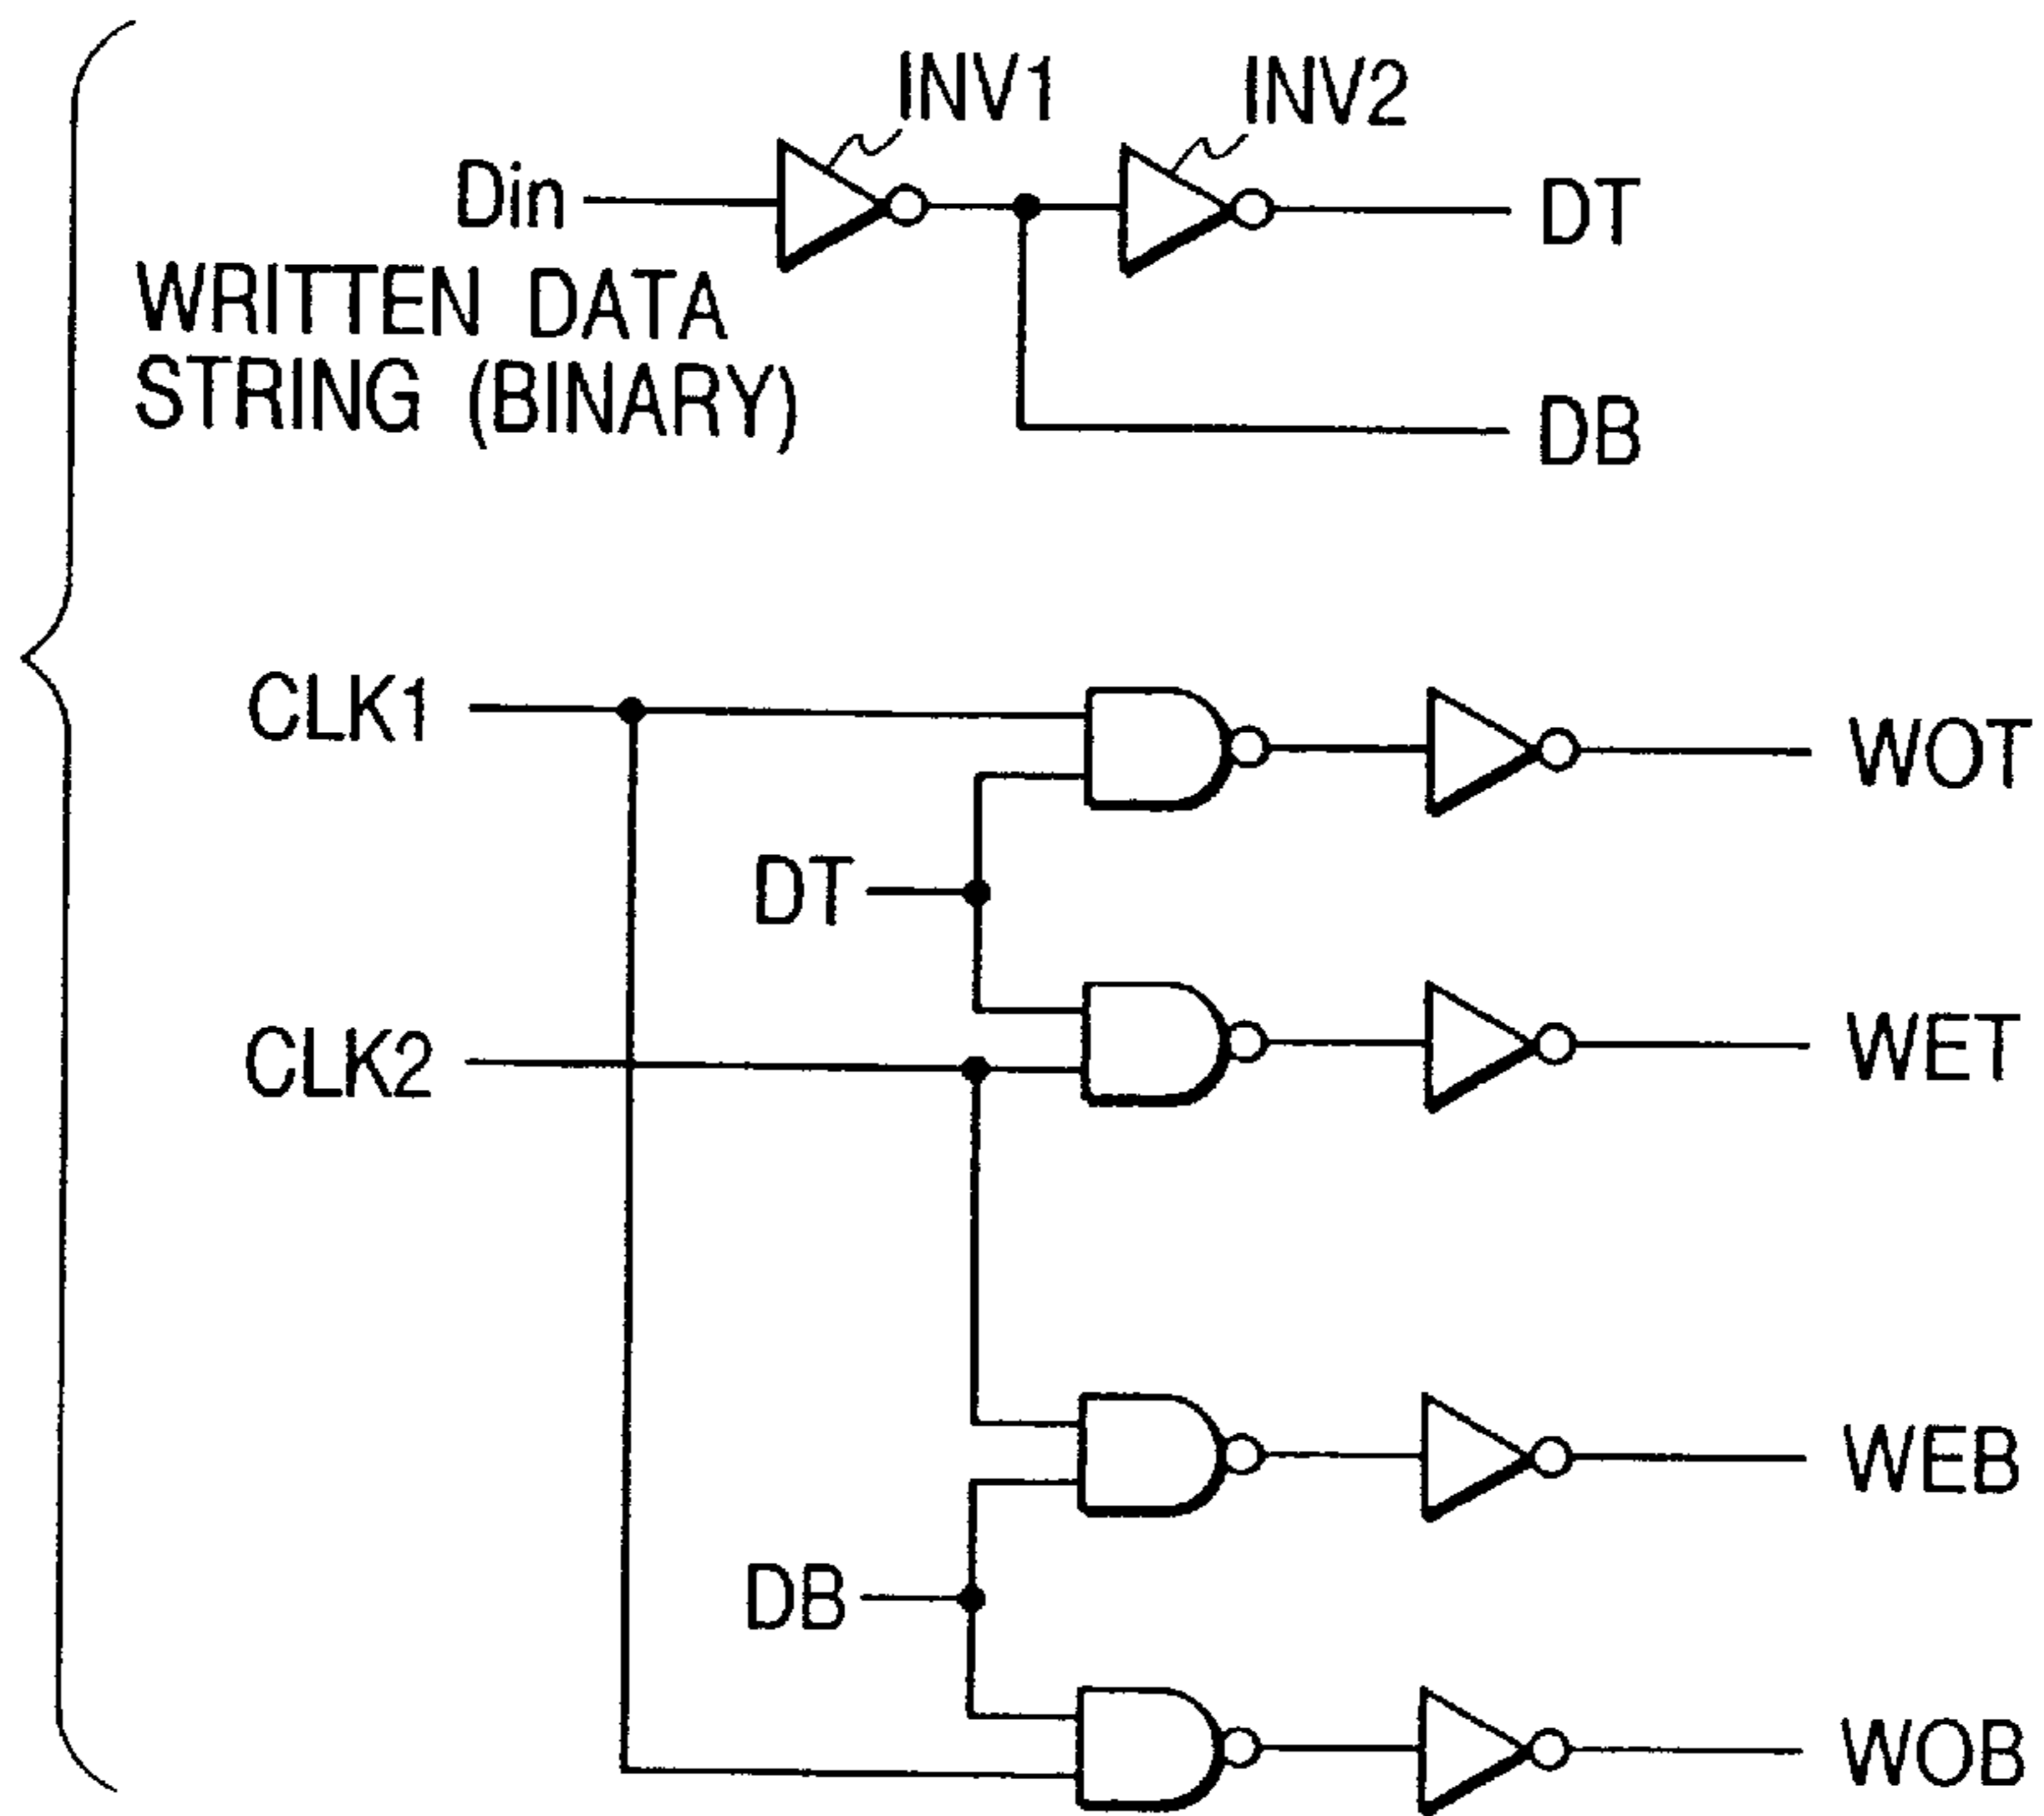 INV1
INV2
Din
DT
WRITTEN DATA
STRING (BINARY)
DB
CLK1
WOT
DT
CLK2
WET
WEB
DB
WOB